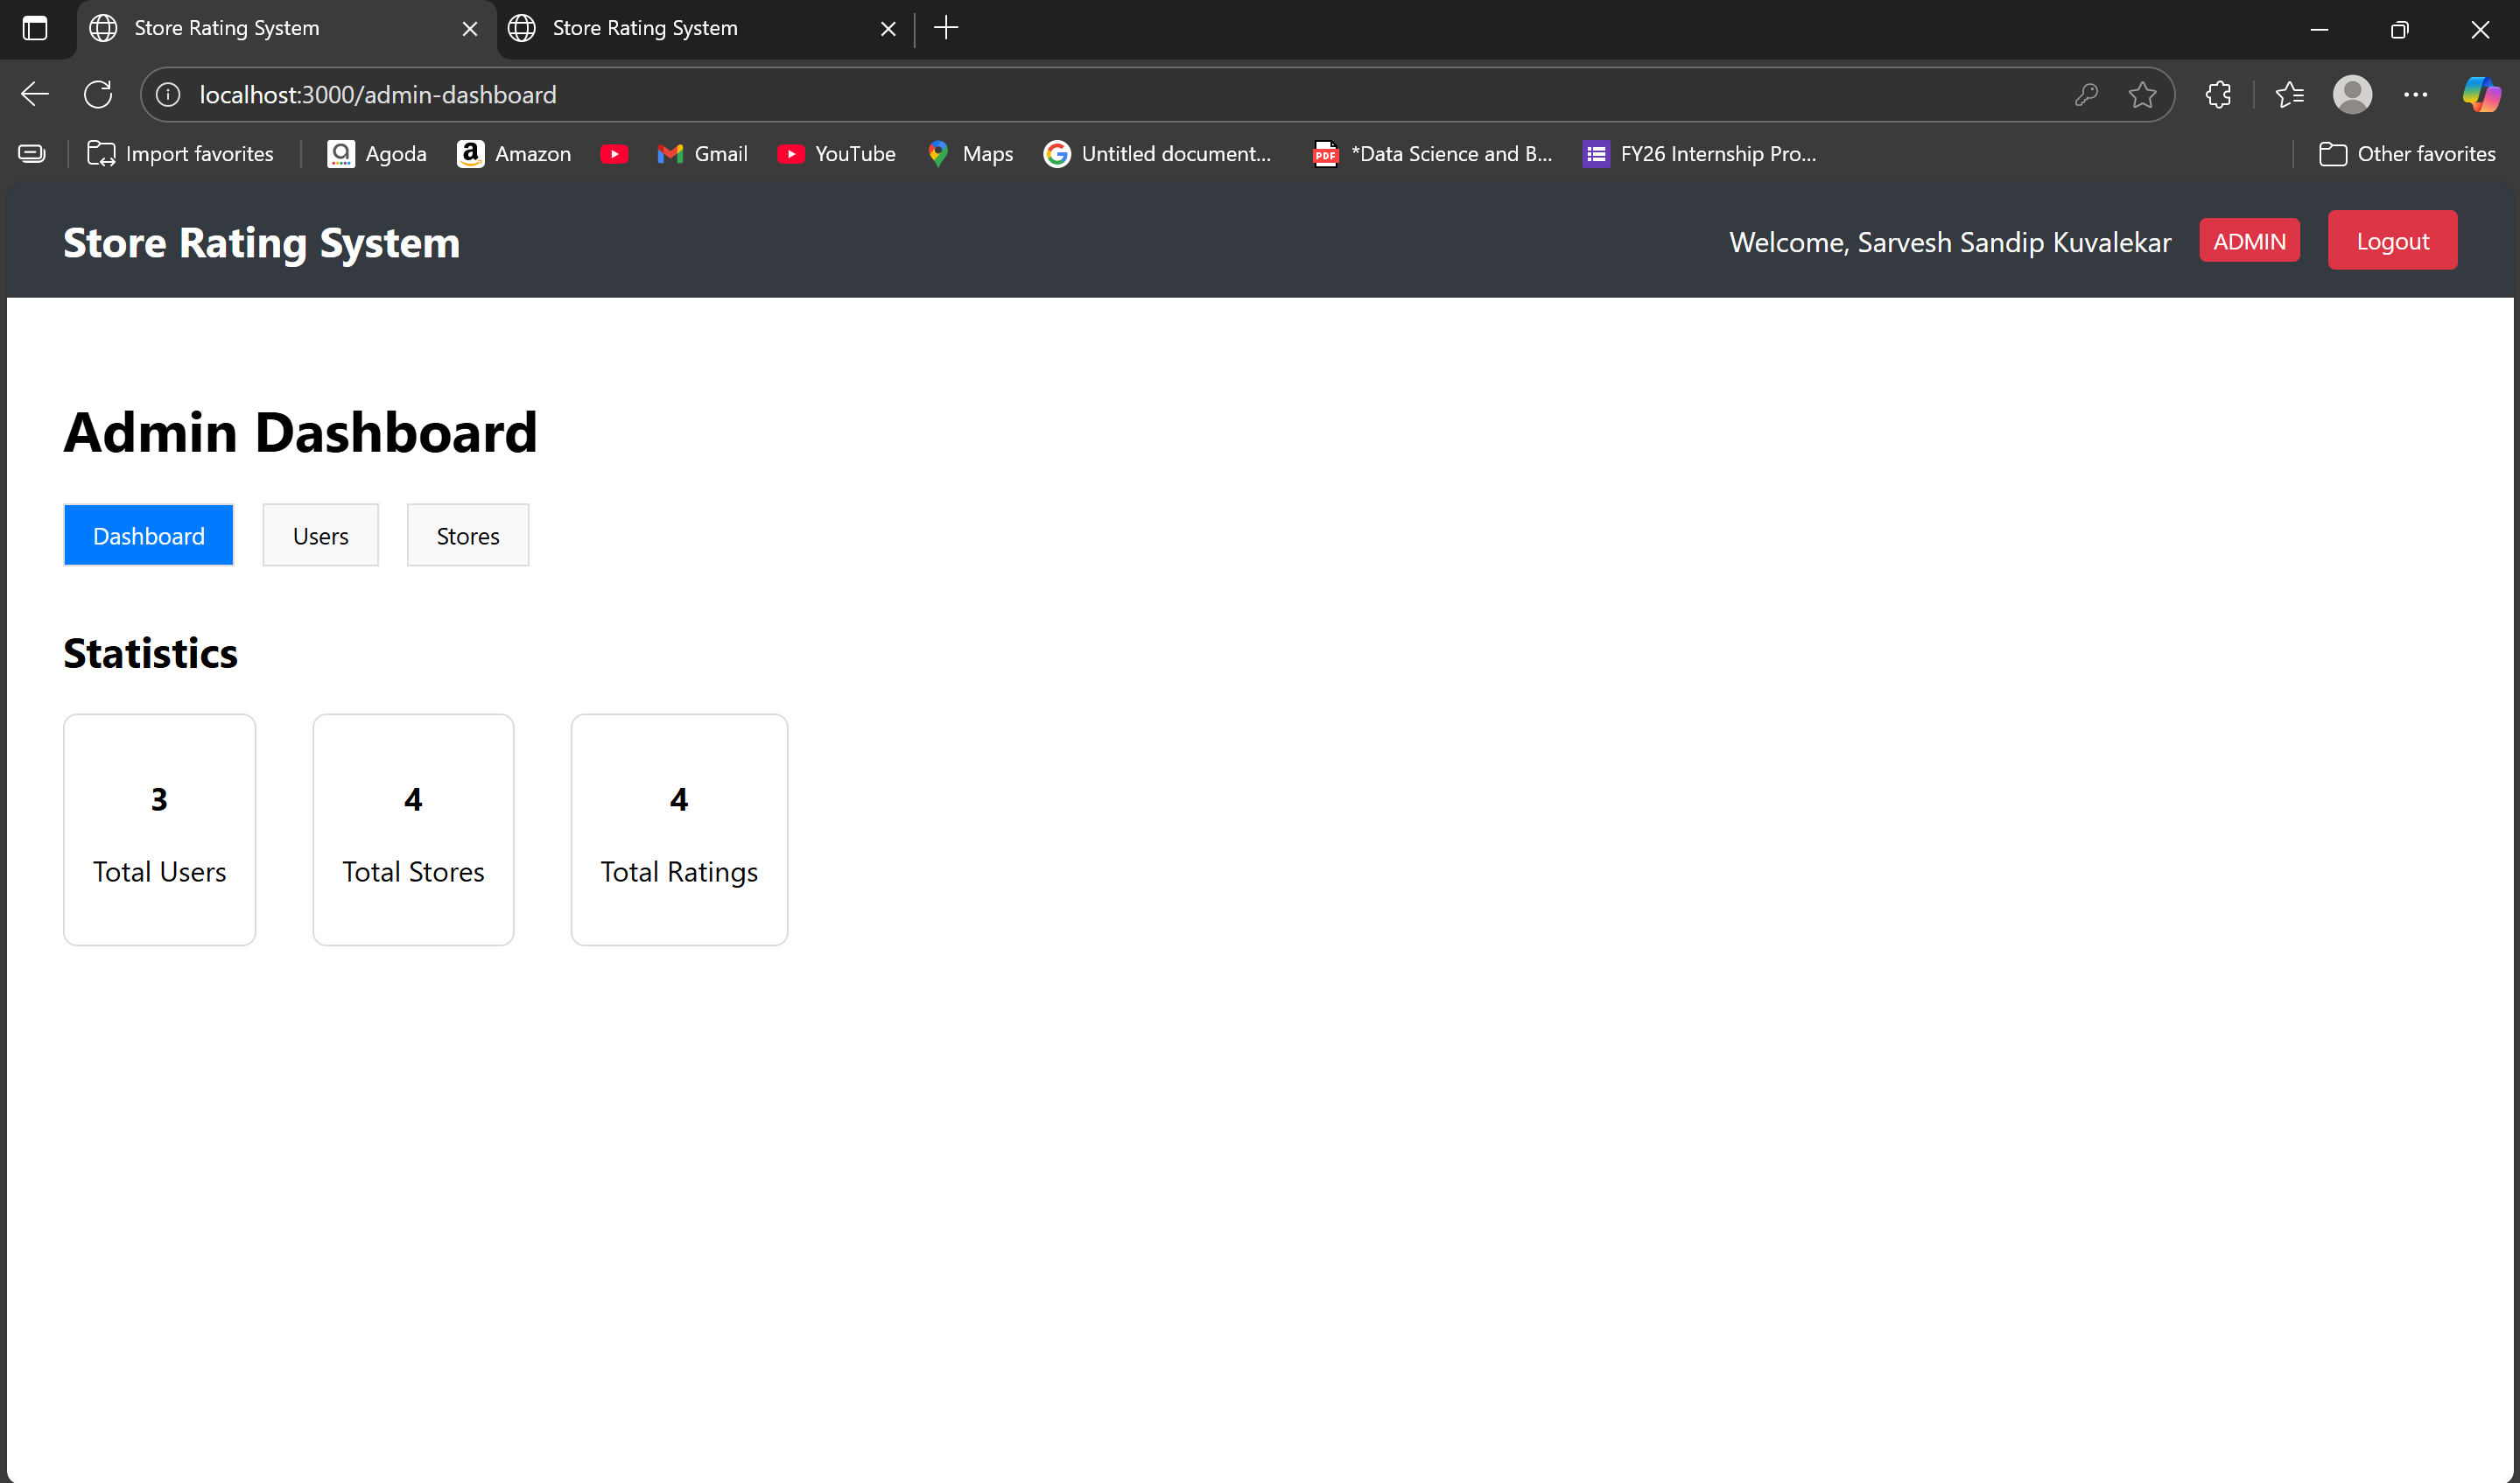 Store Rating System
Store Rating System
localhost:3000/admin-dashboard
Import favorites
Agoda
Amazon
Gmail
YouTube
Maps
Untitled document...
PDF
*Data Science and B...
FY26 Internship Pro...
Other favorites
Store Rating System
Welcome, Sarvesh Sandip Kuvalekar
ADMIN
Logout
Admin Dashboard
Dashboard
Users
Stores
Statistics
3
Total Users
4
Total Stores
4
Total Ratings